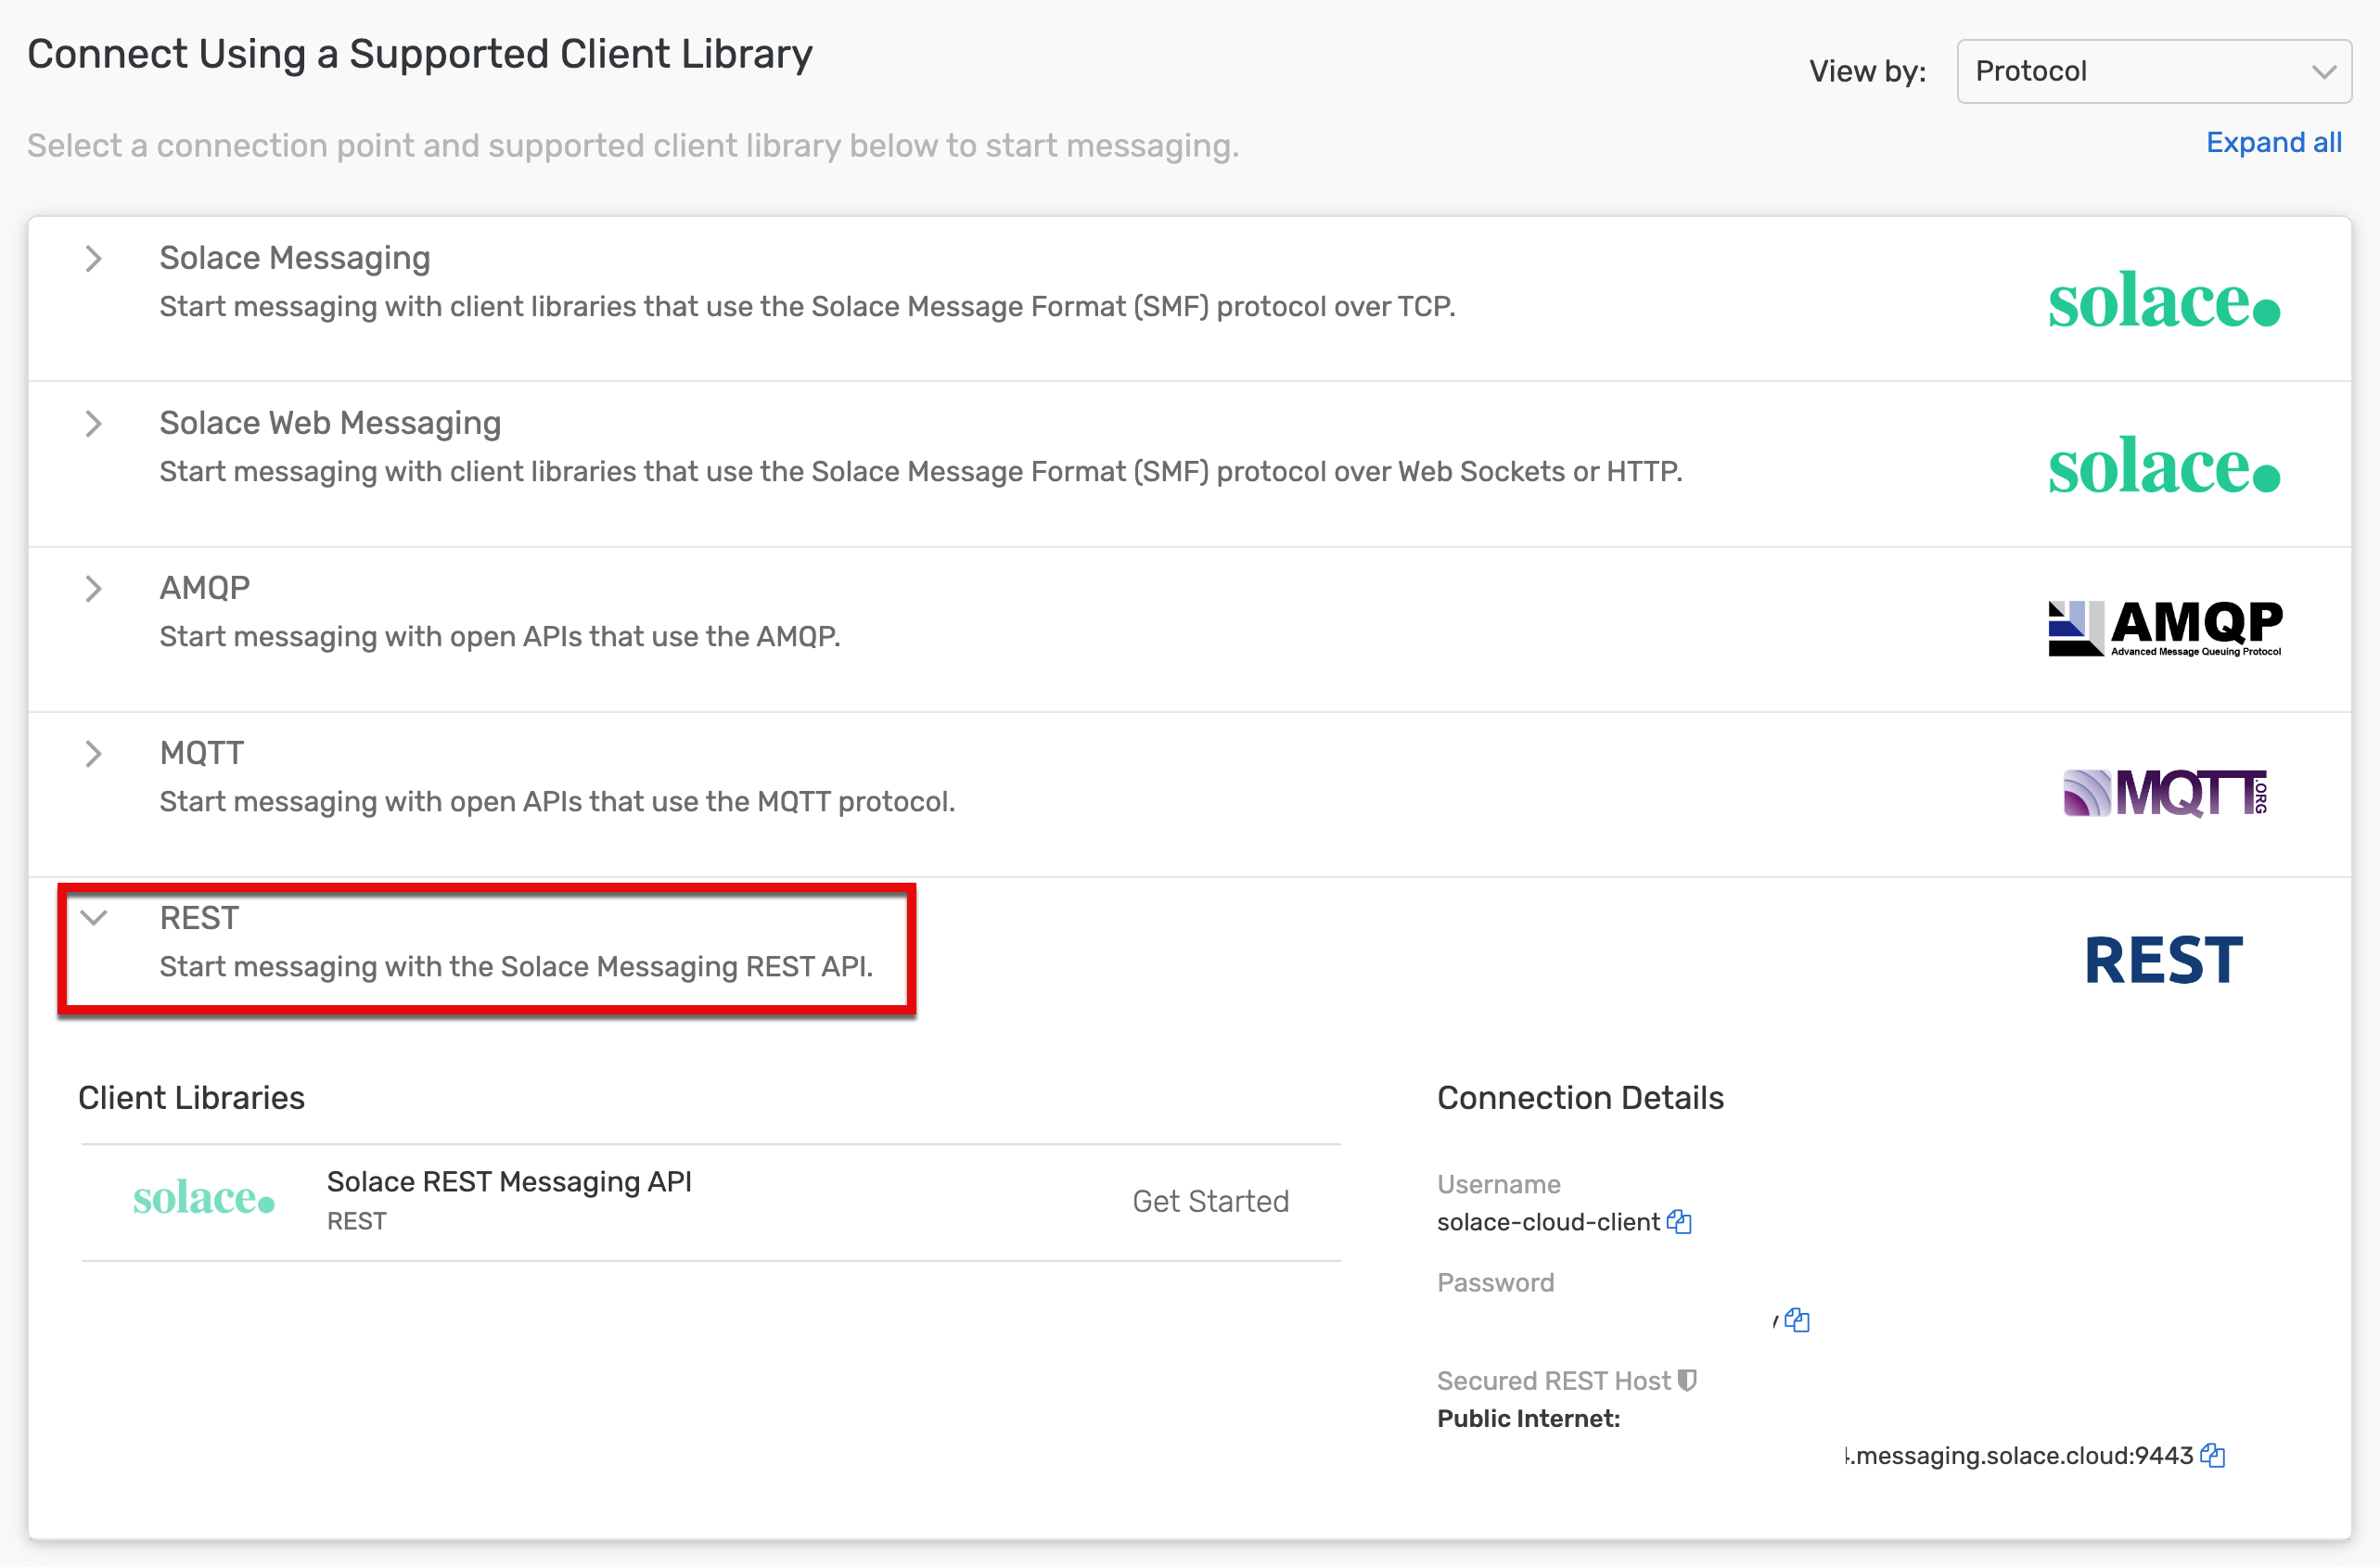 Connect Using a Supported Client Library
View by:
Protocol
Select a connection point and supported client library below to start messaging.
Expand all
Solace Messaging
Start messaging with client libraries that use the Solace Message Format (SMF) protocol over TCP.
solace.
Solace Web Messaging
Start messaging with client libraries that use the Solace Message Format (SMF) protocol over Web Sockets or HTTP.
solace.
AMQP
Start messaging with open APIs that use the AMQP.
AMQP
Advanced Message Queuing Protocol
MQTT
Start messaging with open APIs that use the MQTT protocol.
MQTT.ORG
REST
Start messaging with the Solace Messaging REST API.
REST
Client Libraries
solace.
Solace REST Messaging API
REST
Get Started
Connection Details
Username
solace-cloud-client
Password
Secured REST Host
Public Internet:
.messaging.solace.cloud:9443